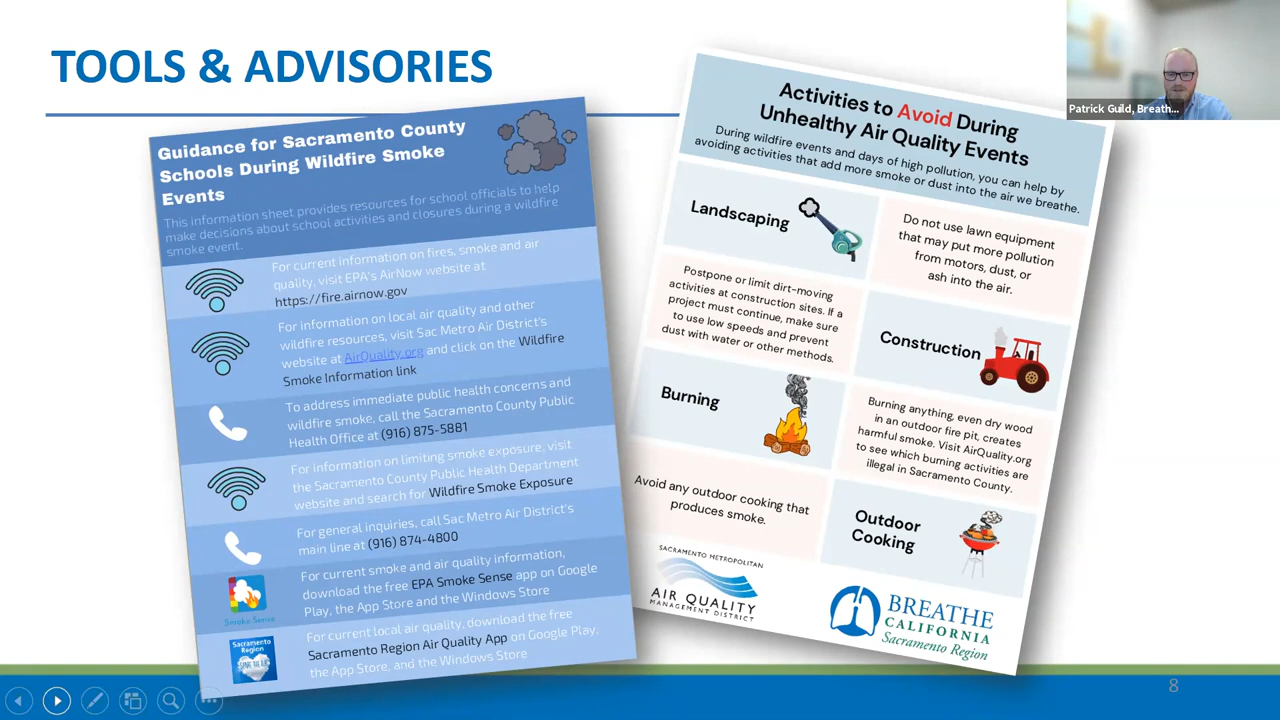 TOOLS & ADVISORIES
Patrick Guild, Breath...
Guidance for Sacramento County
Schools During Wildfire Smoke
Events
This information sheet provides resources for school officials to help
make decisions about school activities and closures during a wildfire
smoke event.
For current information on fires, smoke and air
quality, visit EPA's AirNow website at
https://fire.airnow.gov
For information on local air quality and other
wildfire resources, visit Sac Metro Air District's
website at AirQuality.org and click on the Wildfire
Smoke Information link
To address immediate public health concerns and
wildfire smoke, call the Sacramento County Public
Health Office at (916) 875-5881
For information on limiting smoke exposure, visit
the Sacramento County Public Health Department
website and search for Wildfire Smoke Exposure
For general inquiries, call Sac Metro Air District's
main line at (916) 874-4800
Smoke Sense
For current smoke and air quality information,
download the free EPA Smoke Sense app on Google
Play, the App Store and the Windows Store
Sacramento
Region
For current local air quality, download the free
Sacramento Region Air Quality App on Google Play,
the App Store, and the Windows Store
Activities to Avoid During
Unhealthy Air Quality Events
During wildfire events and days of high pollution, you can help by
avoiding activities that add more smoke or dust into the air we breathe.
Landscaping
Do not use lawn equipment
that may put more pollution
from motors, dust, or
ash into the air.
Postpone or limit dirt-moving
activities at construction sites. If a
project must continue, make sure
to use low speeds and prevent
dust with water or other methods.
Construction
Burning
Burning anything, even dry wood
in an outdoor fire pit, creates
harmful smoke. Visit AirQuality.org
to see which burning activities are
illegal in Sacramento County.
Avoid any outdoor cooking that
produces smoke.
Outdoor
Cooking
SACRAMENTO METROPOLITAN
AIR QUALITY
MANAGEMENT DISTRICT
BREATHE
CALIFORNIA
Sacramento Region
8